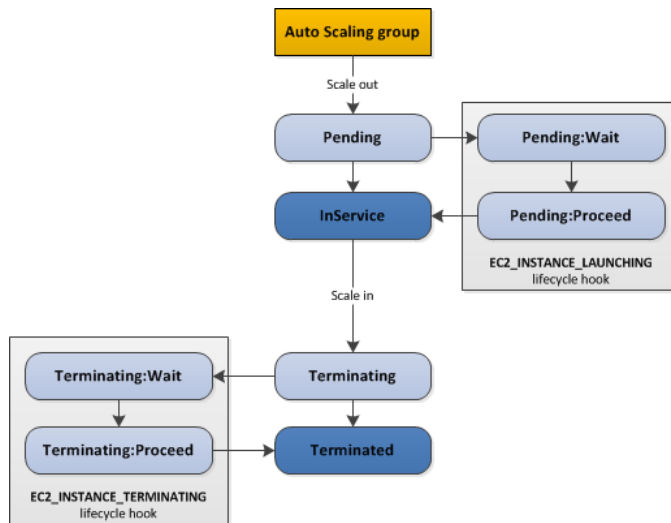 Auto Scaling group
Scale out
Pending
Pending:Wait
InService
Pending:Proceed
EC2_INSTANCE_LAUNCHING
lifecycle hook
Scale in
Terminating:Wait
Terminating
Terminating:Proceed
Terminated
EC2_INSTANCE_TERMINATING
lifecycle hook